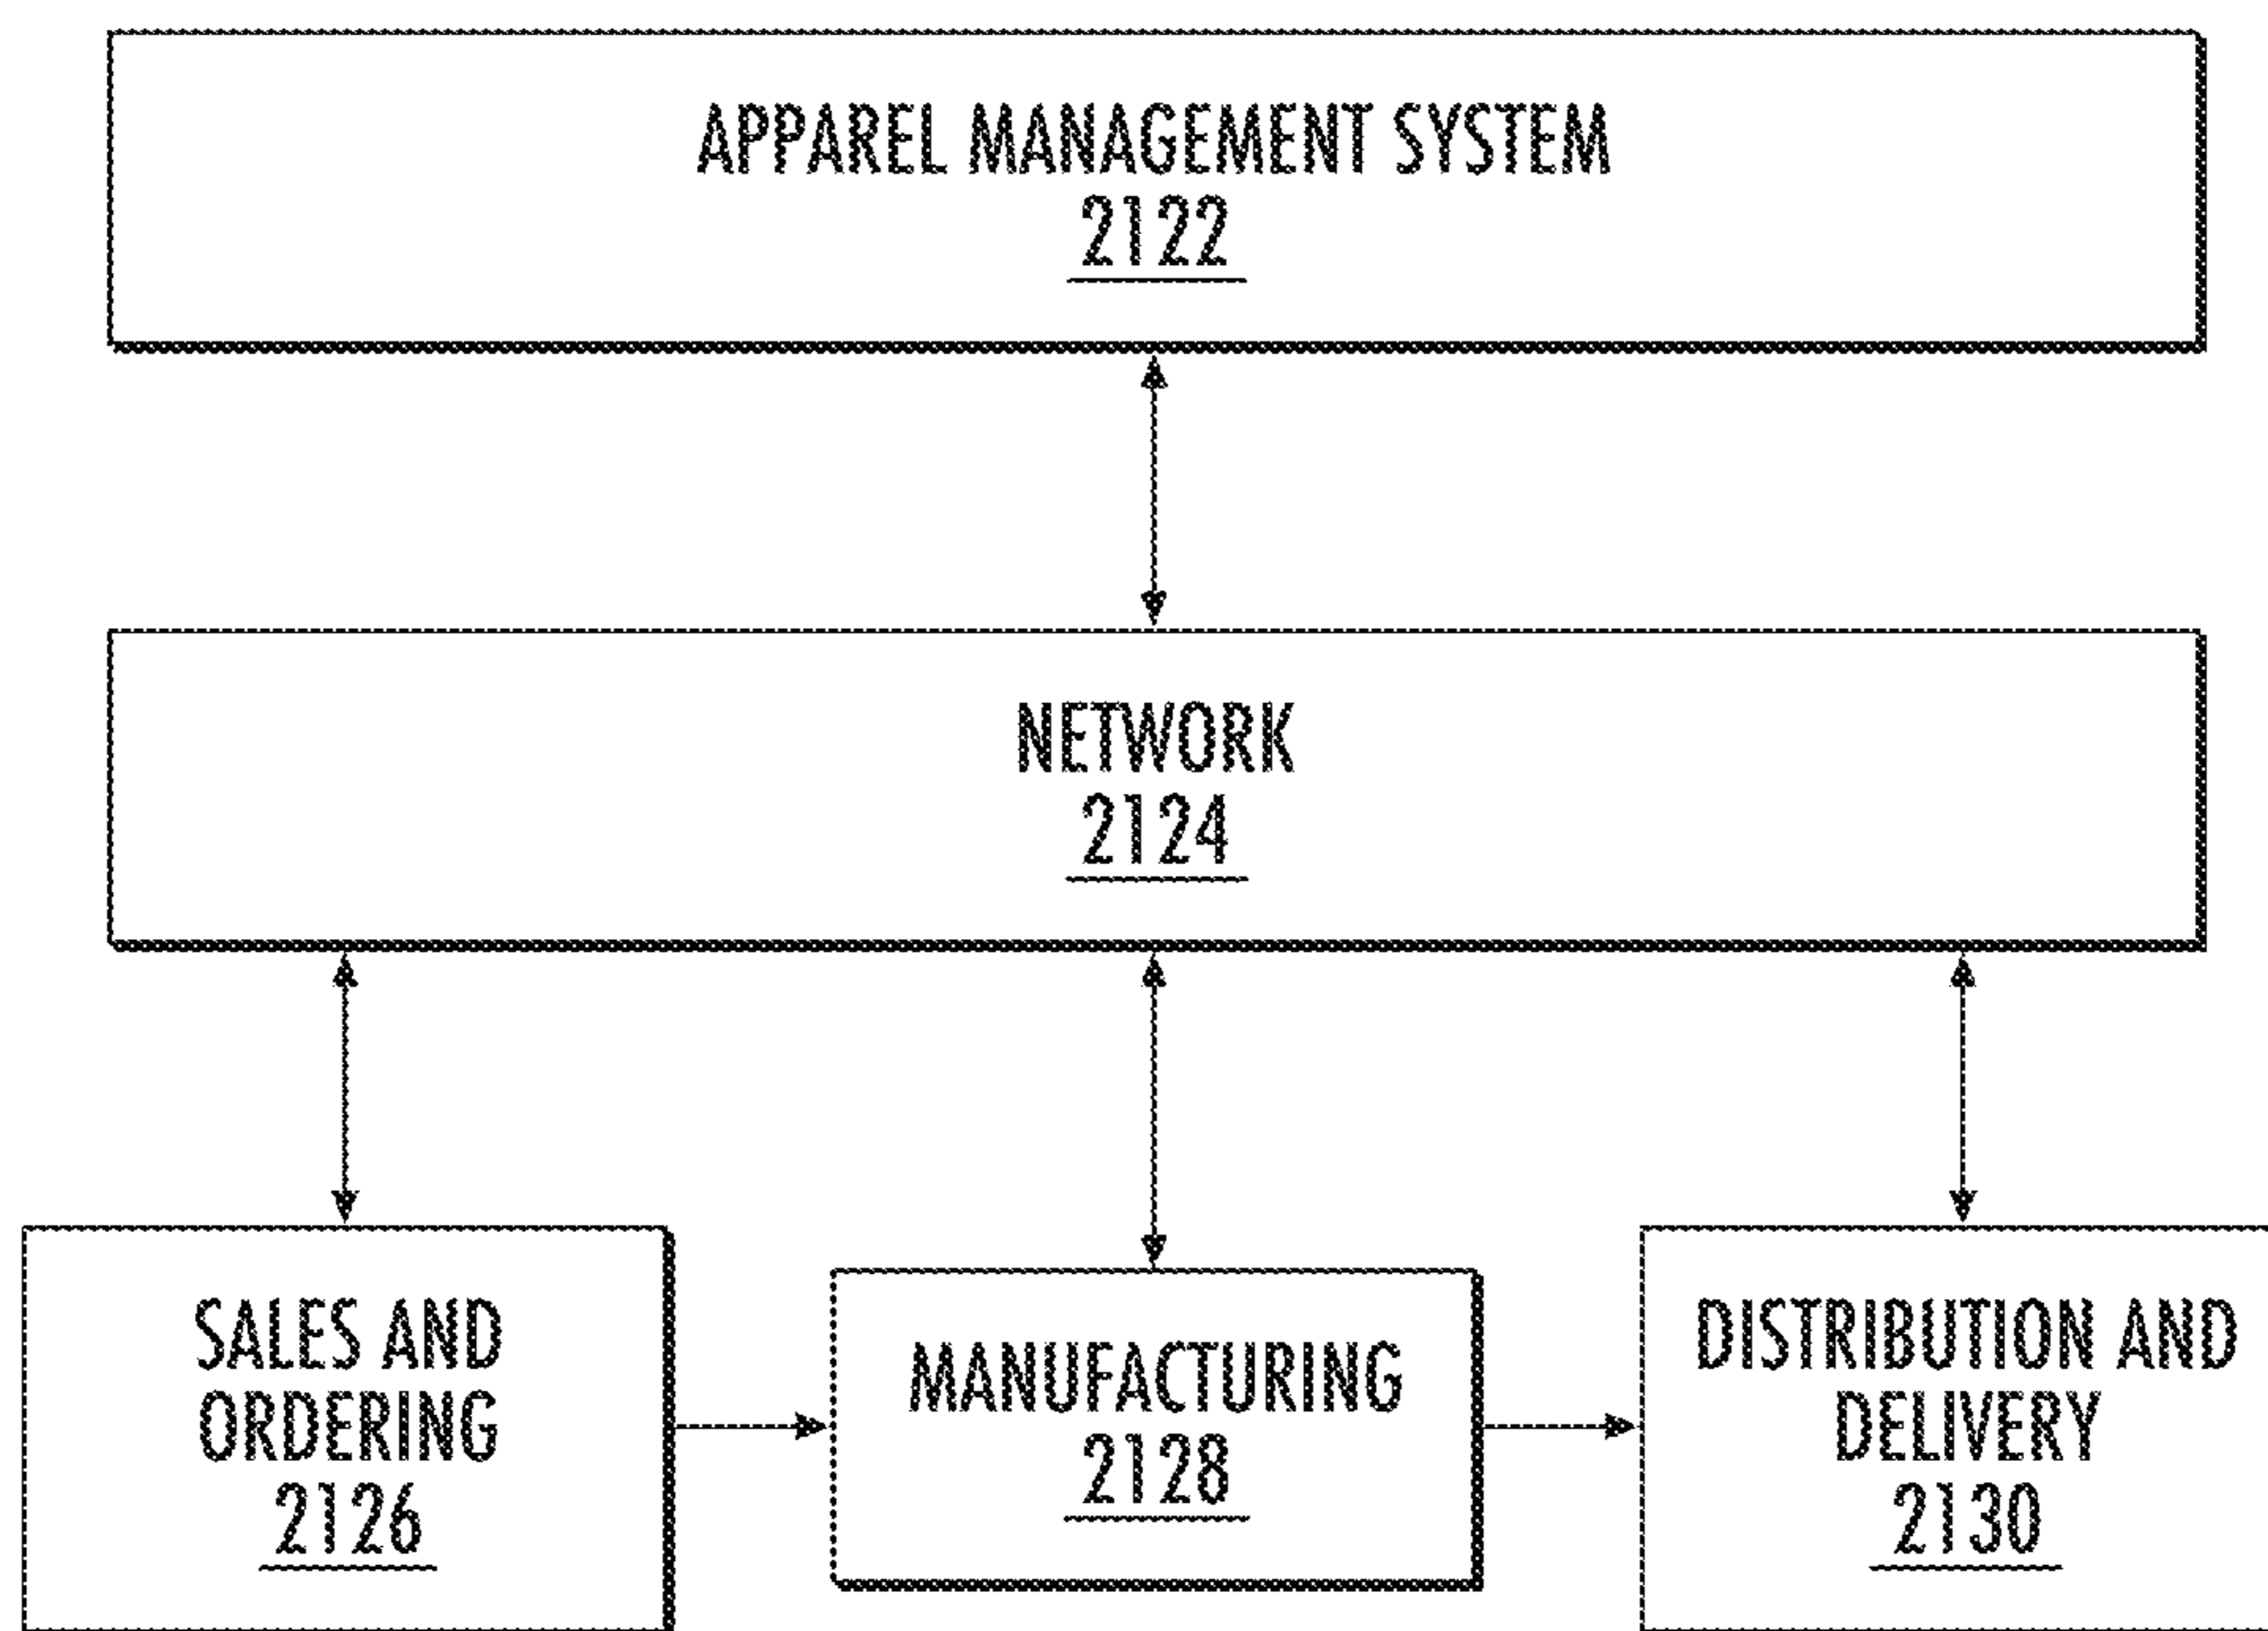 APPAREL MANAGEMENT SYSTEM
2122
NETWORK
2124
SALES AND
ORDERING
2126
MANUFACTURING
2128
DISTRIBUTION AND
DELIVERY
2130